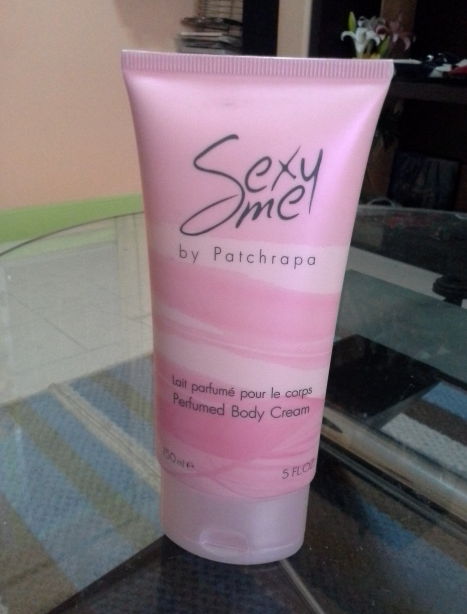 Sexy
me
by Patchrapa
Lait parfumé pour le corps
Perfumed Body Cream
150 ml ℮
5 FL.OZ